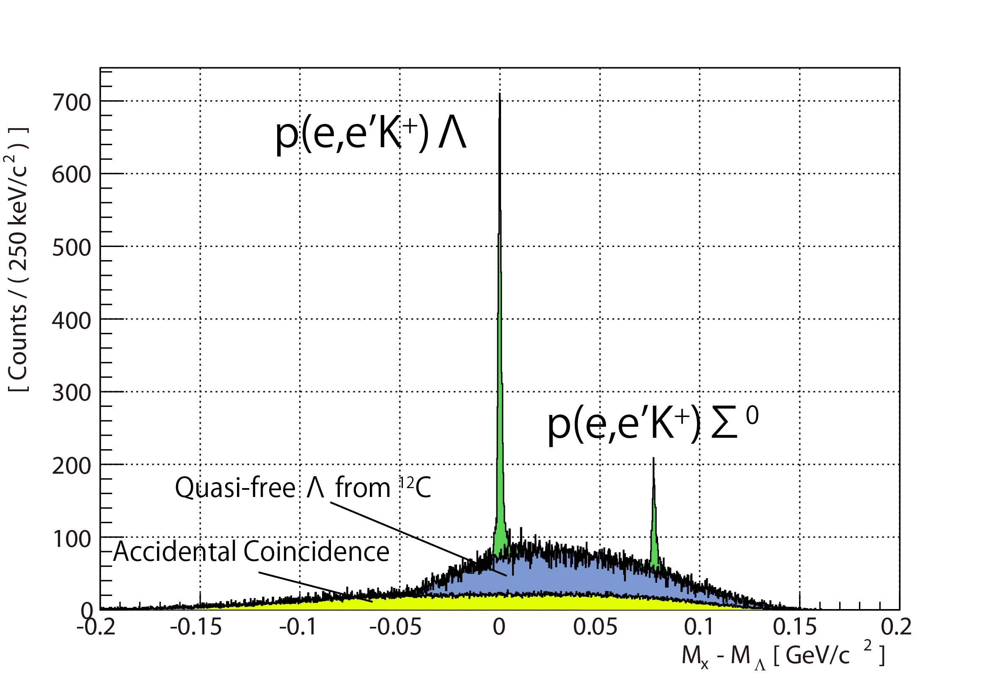 [ Counts / ( 250 keV/c² ) ]
700
600
500
400
300
200
100
0
p(e,e′K⁺) Λ
p(e,e′K⁺) Σ⁰
Quasi-free Λ from ¹²C
Accidental Coincidence
-0.2 -0.15 -0.1 -0.05 0 0.05 0.1 0.15 0.2
Mₓ - M_Λ [ GeV/c² ]